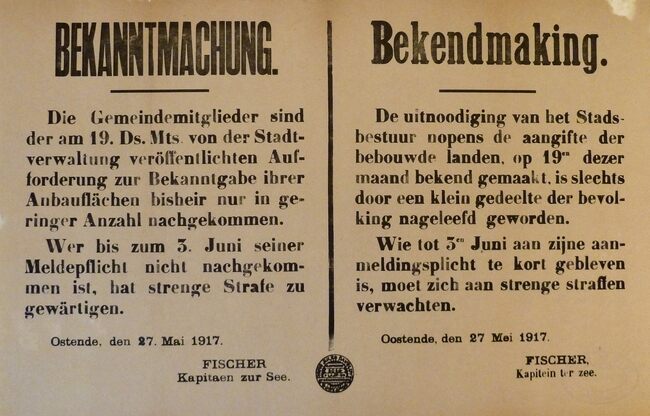 BEKANNTMACHUNG.
Die Gemeindemitglieder sind
der am 19. Ds. Mts. von der Stadt-
verwaltung veröffentlichten Auf-
forderung zur Bekanntgabe ihrer
Anbauflächen bisheir nur in ge-
ringer Anzahl nachgekommen.
Wer bis zum 3. Juni seiner
Meldepflicht nicht nachgekom-
men ist, hat strenge Strafe zu
gewärtigen.
Ostende, den 27. Mai 1917.
FISCHER
Kapitaen zur See.
Bekendmaking.
De uitnoodiging van het Stads-
bestuur nopens de aangifte der
bebouwde landen, op 19en dezer
maand bekend gemaakt, is slechts
door een klein gedeelte der bevol-
king nageleefd geworden.
Wie tot 3en Juni aan zijne aan-
meldingsplicht te kort gebleven
is, moet zich aan strenge straffen
verwachten.
Oostende, den 27 Mei 1917.
FISCHER,
Kapitein ter zee.